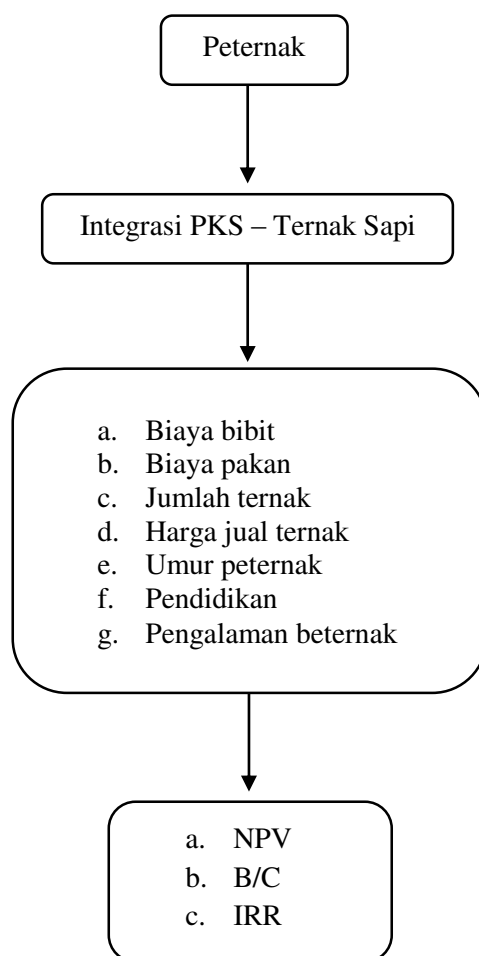 Peternak
Integrasi PKS – Ternak Sapi
a. Biaya bibit
b. Biaya pakan
c. Jumlah ternak
d. Harga jual ternak
e. Umur peternak
f. Pendidikan
g. Pengalaman beternak
a. NPV
b. B/C
c. IRR